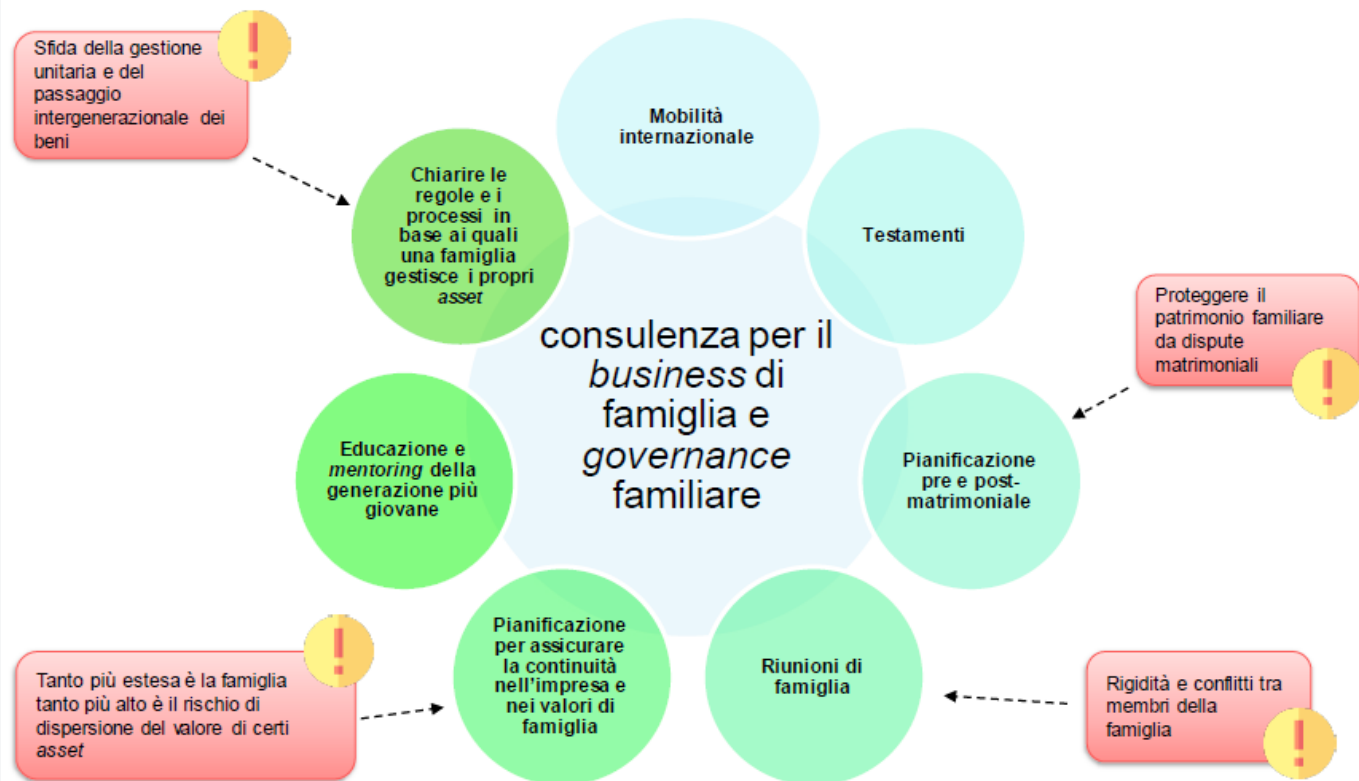 Sfida della gestione
unitaria e del
passaggio
intergenerazionale dei
beni
Mobilità
internazionale
Chiarire le
regole e i
processi in
base ai quali
una famiglia
gestisce i propri
asset
Testamenti
Proteggere il
patrimonio familiare
da dispute
matrimoniali
consulenza per il
business di
famiglia e
governance
familiare
Educazione e
mentoring della
generazione più
giovane
Pianificazione
pre e post-
matrimoniale
Pianificazione
per assicurare
la continuità
nell'impresa e
nei valori di
famiglia
Riunioni di
famiglia
Tanto più estesa è la famiglia
tanto più alto è il rischio di
dispersione del valore di certi
asset
Rigidità e conflitti tra
membri della
famiglia